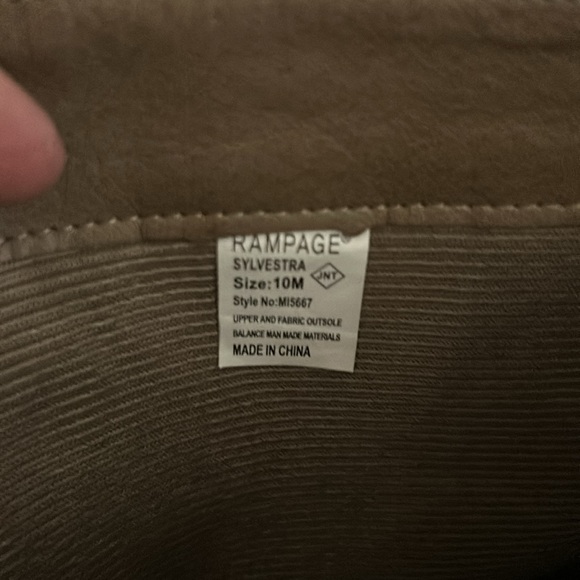 RAMPAGE
SYLVESTRA
JNT
Size:10M
Style No:MI5667
UPPER AND FABRIC OUTSOLE
BALANCE MAN MADE MATERIALS
MADE IN CHINA